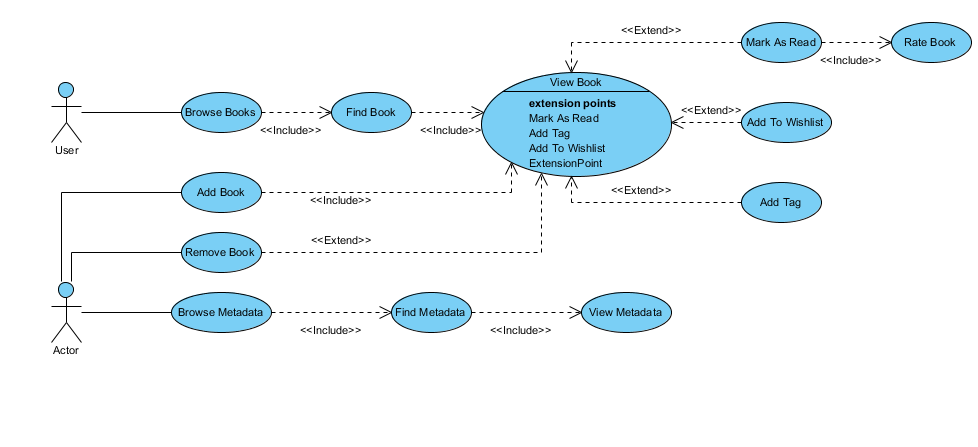 <<Extend>>
Mark As Read
Rate Book
<<Include>>
View Book
extension points
Mark As Read
Add Tag
Add To Wishlist
ExtensionPoint
<<Extend>>
Add To Wishlist
Browse Books
Find Book
<<Include>>
<<Include>>
User
Add Book
<<Include>>
<<Extend>>
Add Tag
Remove Book
<<Extend>>
Browse Metadata
Find Metadata
View Metadata
<<Include>>
<<Include>>
Actor